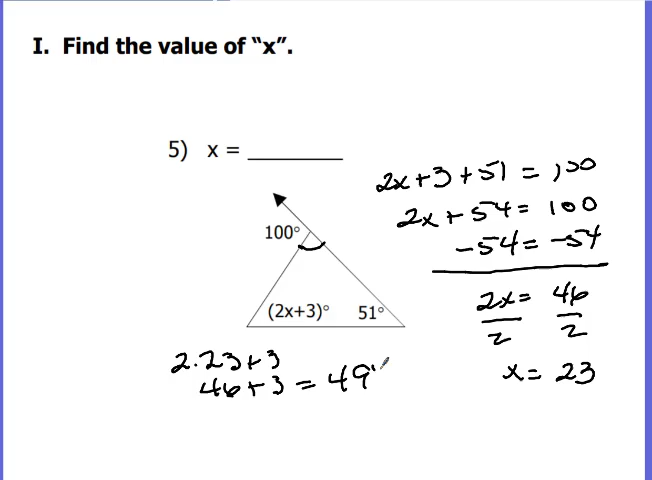 I. Find the value of “x”.
5) x = __________
2x + 3 + 51 = 100
2x + 54 = 100
-54 = -54
100°
2x = 46
2 2
(2x+3)° 51°
2.23+3
46+3 = 49°
x = 23